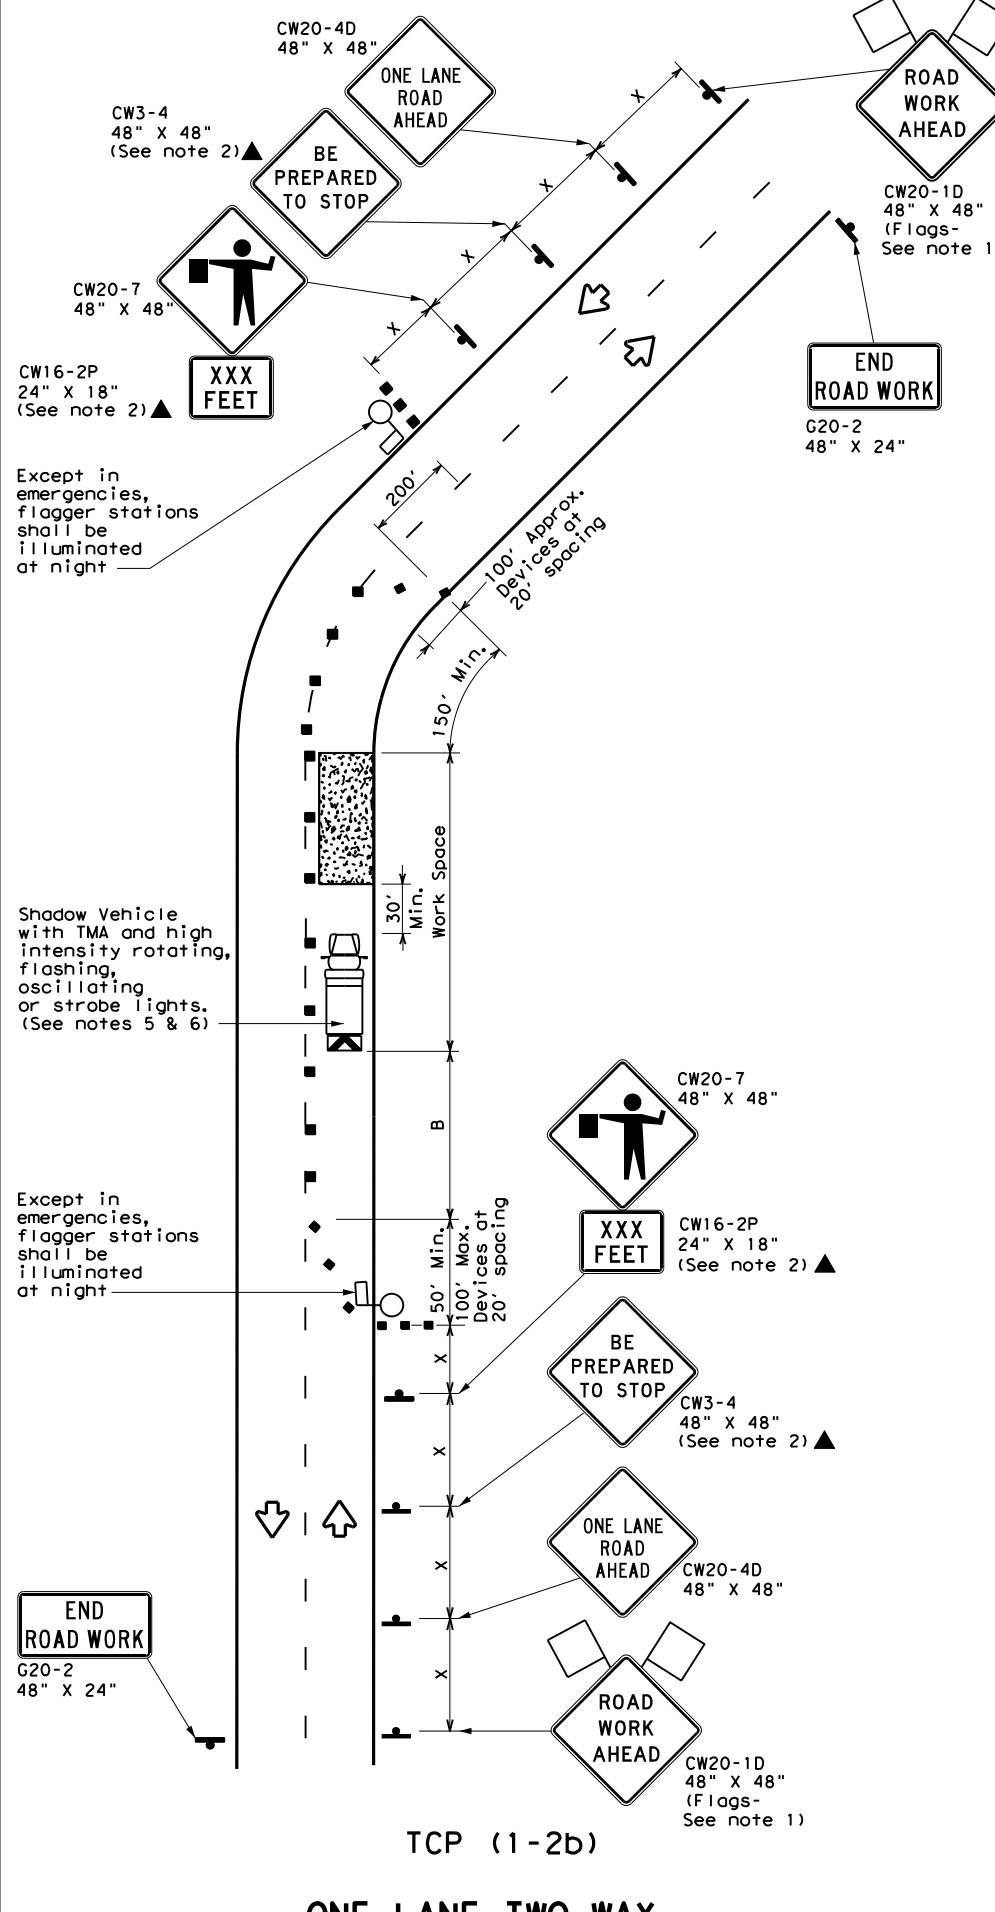 CW20-4D
48" X 48"
ONE LANE
ROAD
AHEAD
ROAD
WORK
AHEAD
CW20-1D
48" X 48"
(Flags-
See note 1
CW3-4
48" X 48"
(See note 2)
BE
PREPARED
TO STOP
X
X
X
X
CW20-7
48" X 48"
CW16-2P
24" X 18"
(See note 2)
XXX
FEET
END
ROAD WORK
G20-2
48" X 24"
Except in
emergencies,
flagger stations
shall be
illuminated
at night
200'
100' Approx.
Devices at
20' spacing
150' Min.
Work Space
30'
Min.
Shadow Vehicle
with TMA and high
intensity rotating,
flashing,
oscillating
or strobe lights.
(See notes 5 & 6)
B
CW20-7
48" X 48"
XXX
FEET
CW16-2P
24" X 18"
(See note 2)
Except in
emergencies,
flagger stations
shall be
illuminated
at night
50' Min.
100' Max.
Devices at
20' spacing
X
X
X
X
BE
PREPARED
TO STOP
CW3-4
48" X 48"
(See note 2)
ONE LANE
ROAD
AHEAD
CW20-4D
48" X 48"
END
ROAD WORK
G20-2
48" X 24"
ROAD
WORK
AHEAD
CW20-1D
48" X 48"
(Flags-
See note 1)
TCP (1-2b)
ONE LANE TWO WAY